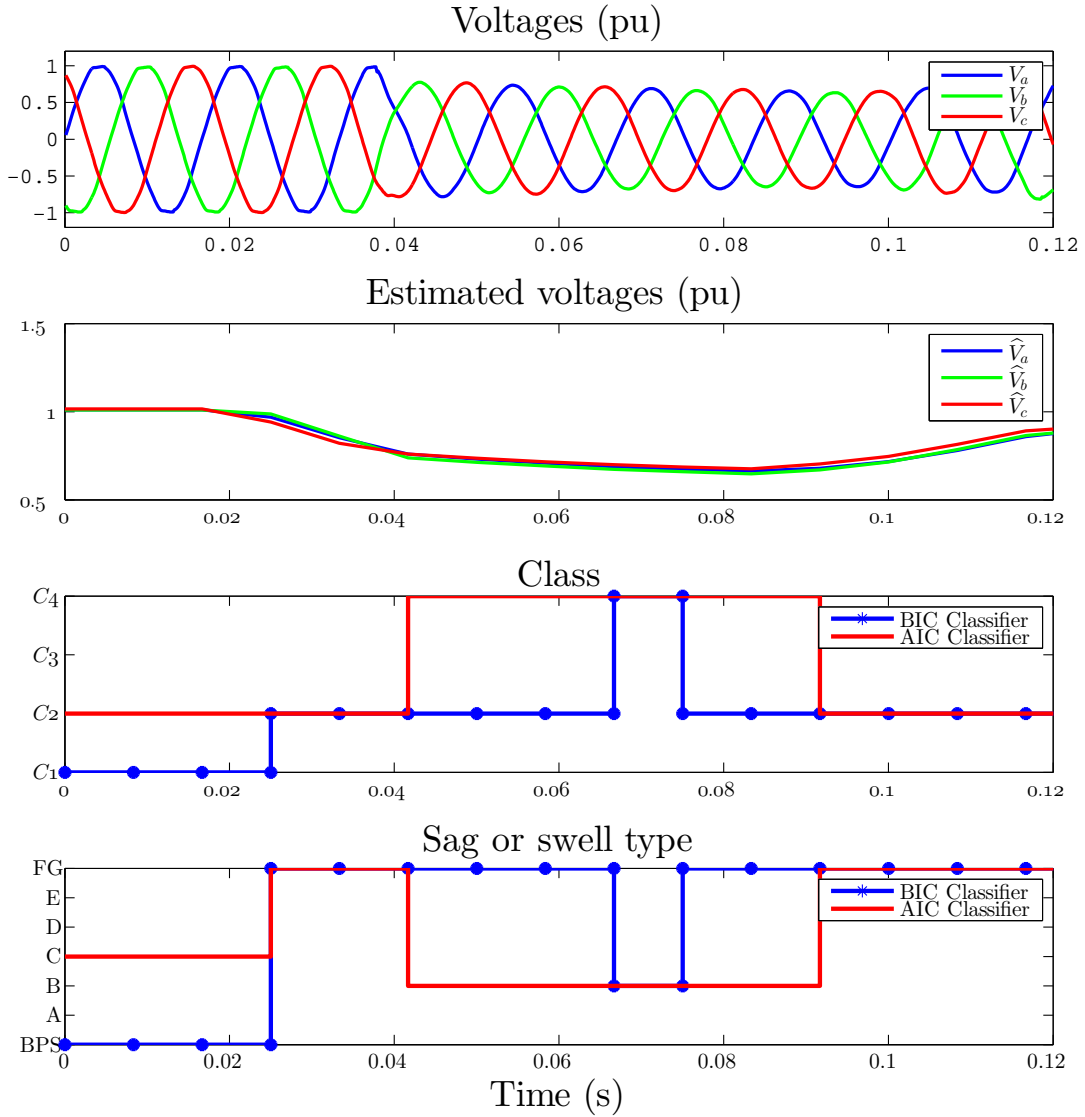 Voltages (pu)
1
0.5
0
−0.5
−1
V_a
V_b
V_c
0 0.02 0.04 0.06 0.08 0.1 0.12
Estimated voltages (pu)
1.5
1
0.5
V̂_a
V̂_b
V̂_c
0 0.02 0.04 0.06 0.08 0.1 0.12
Class
C4
C3
C2
C1
BIC Classifier
AIC Classifier
0 0.02 0.04 0.06 0.08 0.1 0.12
Sag or swell type
FG
E
D
C
B
A
BPS
BIC Classifier
AIC Classifier
0 0.02 0.04 0.06 0.08 0.1 0.12
Time (s)